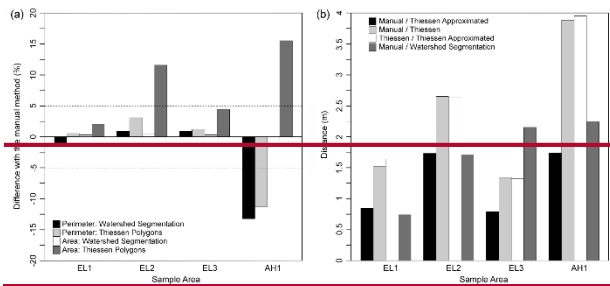 (a)
Difference with the manual method (%)
20
15
10
5
0
-5
-10
-15
-20
Perimeter: Watershed Segmentation
Perimeter: Thiessen Polygons
Area: Watershed Segmentation
Area: Thiessen Polygons
EL1 EL2 EL3 AH1
Sample Area
(b)
Distance (m)
4
3.5
3
2.5
2
1.5
1
0.5
0
Manual / Thiessen Approximated
Manual / Thiessen
Thiessen / Thiessen Approximated
Manual / Watershed Segmentation
EL1 EL2 EL3 AH1
Sample Area